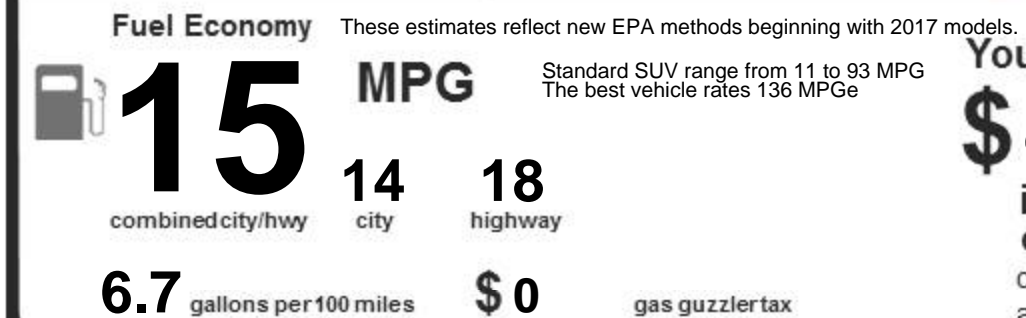 Fuel Economy These estimates reflect new EPA methods beginning with 2017 models.
15 MPG Standard SUV range from 11 to 93 MPG
The best vehicle rates 136 MPGe
$
14 18
combined city/hwy city highway
6.7 gallons per 100 miles $ 0 gas guzzler tax